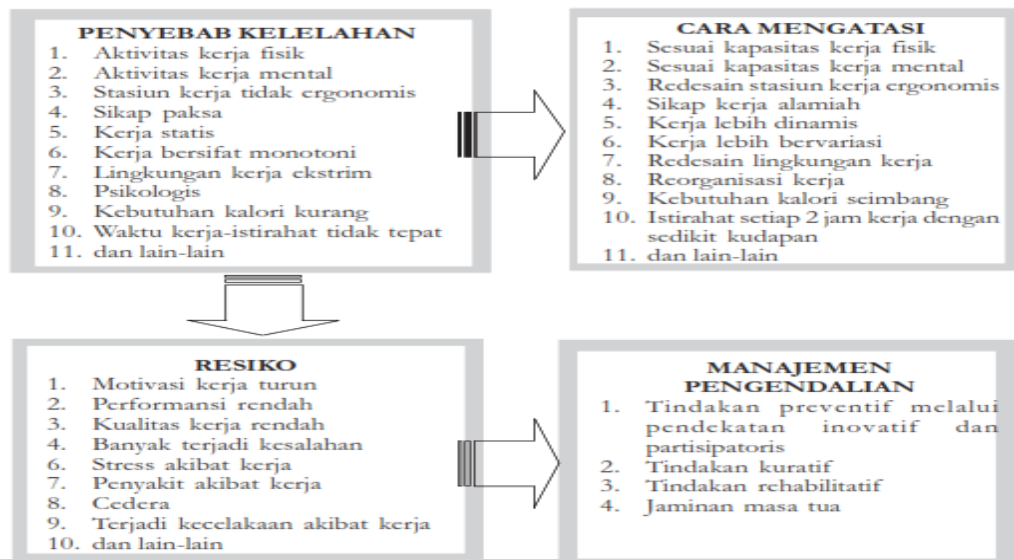 PENYEBAB KELELAHAN
1. Aktivitas kerja fisik
2. Aktivitas kerja mental
3. Stasiun kerja tidak ergonomis
4. Sikap paksa
5. Kerja statis
6. Kerja bersifat monotoni
7. Lingkungan kerja ekstrim
8. Psikologis
9. Kebutuhan kalori kurang
10. Waktu kerja-istirahat tidak tepat
11. dan lain-lain
CARA MENGATASI
1. Sesuai kapasitas kerja fisik
2. Sesuai kapasitas kerja mental
3. Redesain stasiun kerja ergonomis
4. Sikap kerja alamiah
5. Kerja lebih dinamis
6. Kerja lebih bervariasi
7. Redesain lingkungan kerja
8. Reorganisasi kerja
9. Kebutuhan kalori seimbang
10. Istirahat setiap 2 jam kerja dengan
sedikit kudapan
11. dan lain-lain
RESIKO
1. Motivasi kerja turun
2. Performansi rendah
3. Kualitas kerja rendah
4. Banyak terjadi kesalahan
6. Stress akibat kerja
7. Penyakit akibat kerja
8. Cedera
9. Terjadi kecelakaan akibat kerja
10. dan lain-lain
MANAJEMEN
PENGENDALIAN
1. Tindakan preventif melalui
pendekatan inovatif dan
partisipatoris
2. Tindakan kuratif
3. Tindakan rehabilitatif
4. Jaminan masa tua